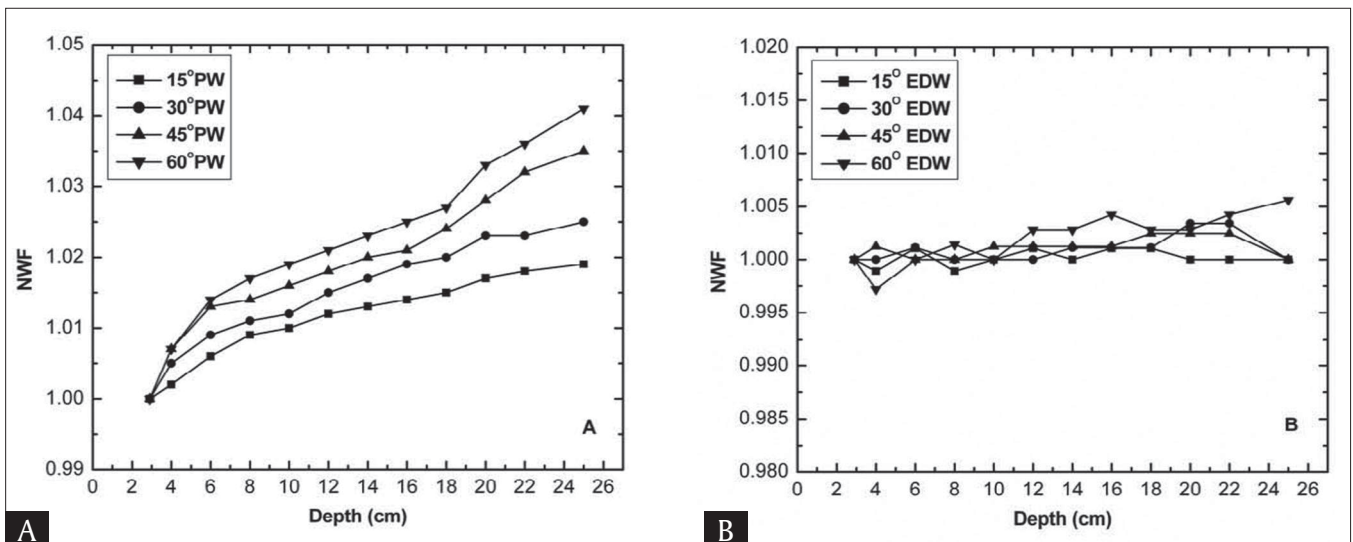 1.05
1.04
1.03
1.02
1.01
1.00
0.99
NWF
15°PW
30°PW
45°PW
60°PW
A
0 2 4 6 8 10 12 14 16 18 20 22 24 26
Depth (cm)
A
1.020
1.015
1.010
1.005
1.000
0.995
0.990
0.985
0.980
NWF
15° EDW
30° EDW
45° EDW
60° EDW
B
0 2 4 6 8 10 12 14 16 18 20 22 24 26
Depth (cm)
B